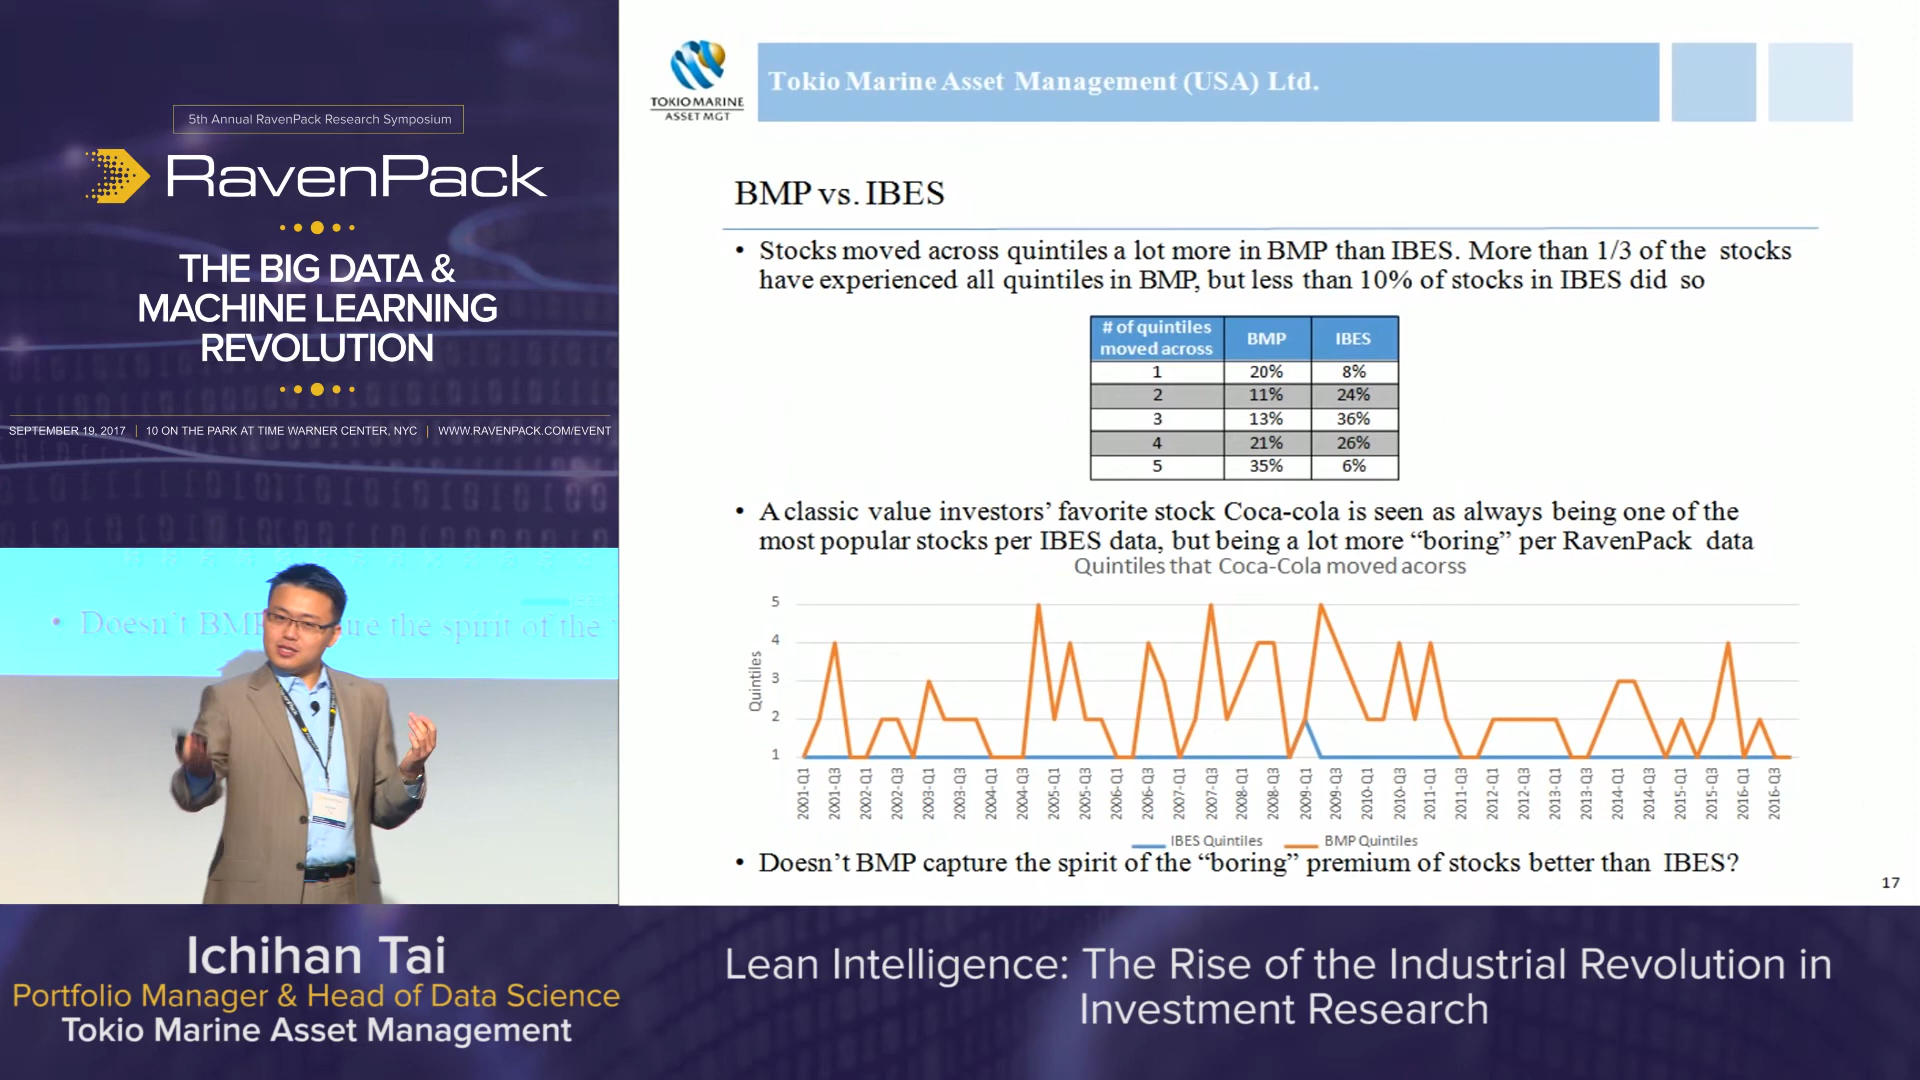 5th Annual RavenPack Research Symposium
RavenPack
THE BIG DATA &
MACHINE LEARNING
REVOLUTION
SEPTEMBER 19, 2017 | 10 ON THE PARK AT TIME WARNER CENTER, NYC | WWW.RAVENPACK.COM/EVENT
• Doesn't BMP ure the spirit of the
Ichihan Tai
Portfolio Manager & Head of Data Science
Tokio Marine Asset Management
TOKIO MARINE
ASSET MGT
Tokio Marine Asset Management (USA) Ltd.
BMP vs. IBES
• Stocks moved across quintiles a lot more in BMP than IBES. More than 1/3 of the stocks
have experienced all quintiles in BMP, but less than 10% of stocks in IBES did so
# of quintiles
moved across BMP IBES
1 20% 8%
2 11% 24%
3 13% 36%
4 21% 26%
5 35% 6%
• A classic value investors' favorite stock Coca-cola is seen as always being one of the
most popular stocks per IBES data, but being a lot more “boring” per RavenPack data
Quintiles that Coca-Cola moved acorss
Quintiles
5
4
3
2
1
2001-Q1
2001-Q3
2002-Q1
2002-Q3
2003-Q1
2003-Q3
2004-Q1
2004-Q3
2005-Q1
2005-Q3
2006-Q1
2006-Q3
2007-Q1
2007-Q3
2008-Q1
2008-Q3
2009-Q1
2009-Q3
2010-Q1
2010-Q3
2011-Q1
2011-Q3
2012-Q1
2012-Q3
2013-Q1
2013-Q3
2014-Q1
2014-Q3
2015-Q1
2015-Q3
2016-Q1
2016-Q3
IBES Quintiles BMP Quintiles
• Doesn't BMP capture the spirit of the “boring” premium of stocks better than IBES?
17
Lean Intelligence: The Rise of the Industrial Revolution in
Investment Research